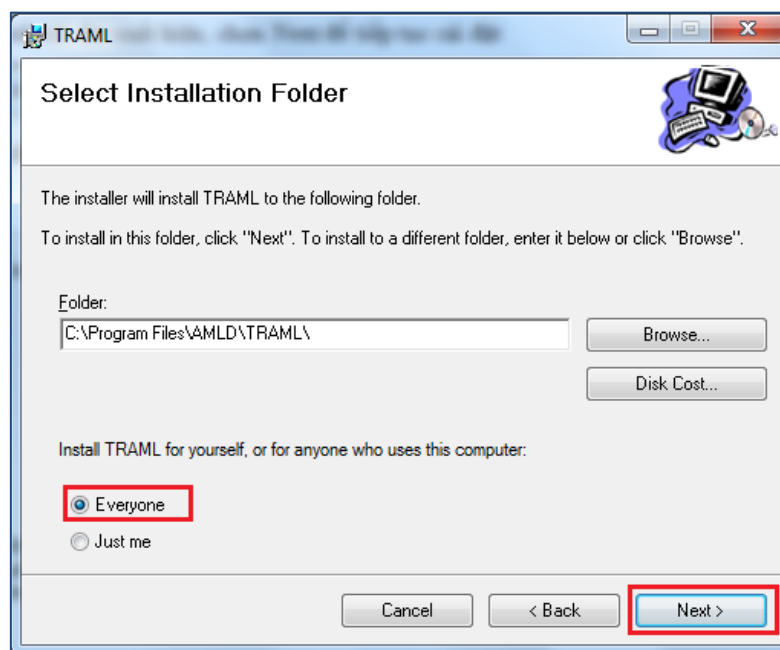 TRAML
Select Installation Folder
The installer will install TRAML to the following folder.
To install in this folder, click "Next". To install to a different folder, enter it below or click "Browse".
Folder:
C:\Program Files\AMLD\TRAML\
Browse...
Disk Cost...
Install TRAML for yourself, or for anyone who uses this computer:
Everyone
Just me
Cancel
< Back
Next >